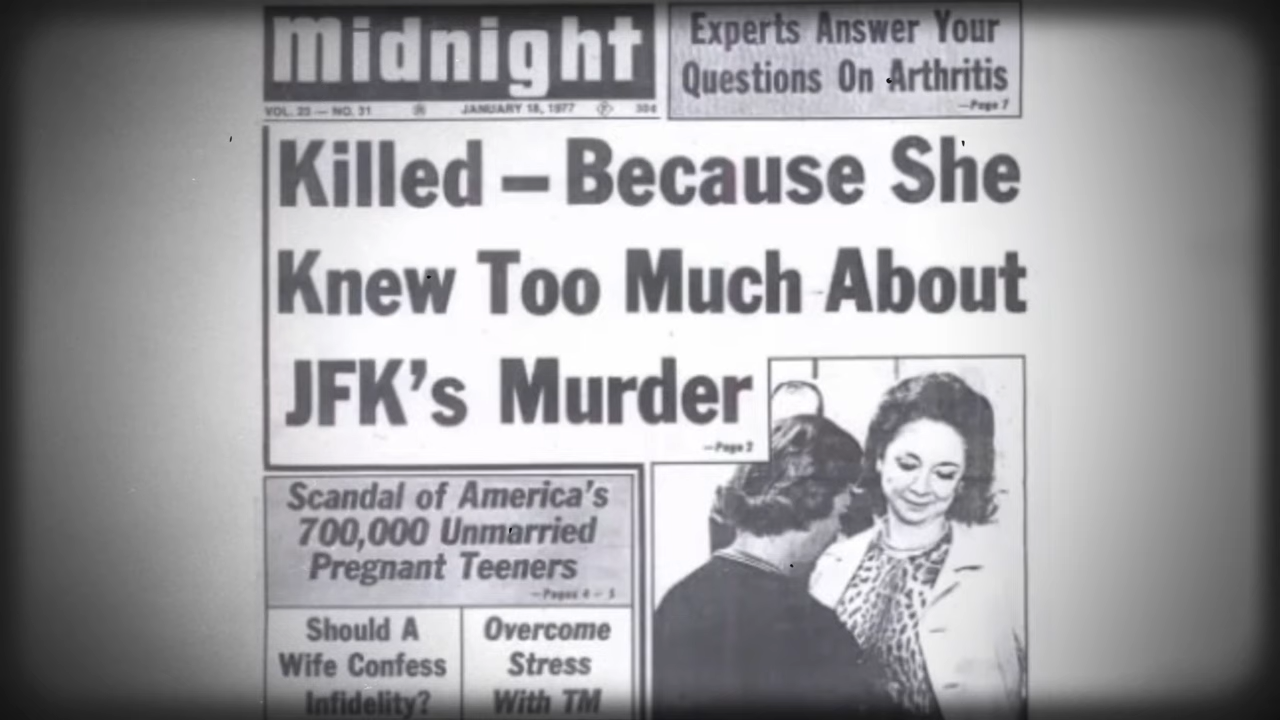 Midnight
VOL. 23 — NO. 31 JANUARY 18, 1977 30¢
Experts Answer Your
Questions On Arthritis
—Page 7
Killed – Because She
Knew Too Much About
JFK's Murder
—Page 2
Scandal of America's
700,000 Unmarried
Pregnant Teeners
—Pages 4 - 5
Should A
Wife Confess
Infidelity?
Overcome
Stress
With TM